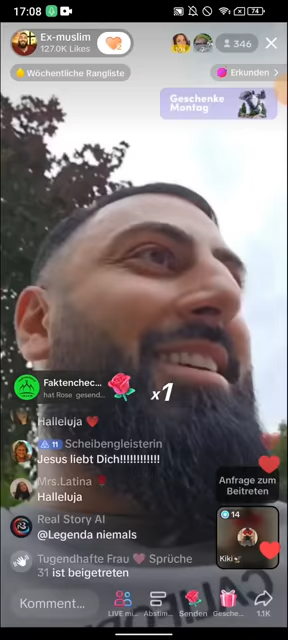 17:08
74
Ex-muslim
127.0K Likes
346
Wöchentliche Rangliste
Erkunden >
Geschenke
Montag
Faktenchec...
hat Rose gesend...
x1
Halleluja ❤️
11 Scheibengleisterin
Jesus liebt Dich!!!!!!!!!!!!
Mrs.Latina 🌹
Halleluja
Real Story AI
@Legenda niemals
Tugendhafte Frau 🩷 Sprüche
31 ist beigetreten
Anfrage zum
Beitreten
14
Kiki
Komment...
LIVE mi...
Abstim...
Senden
Gesche...
1.1K